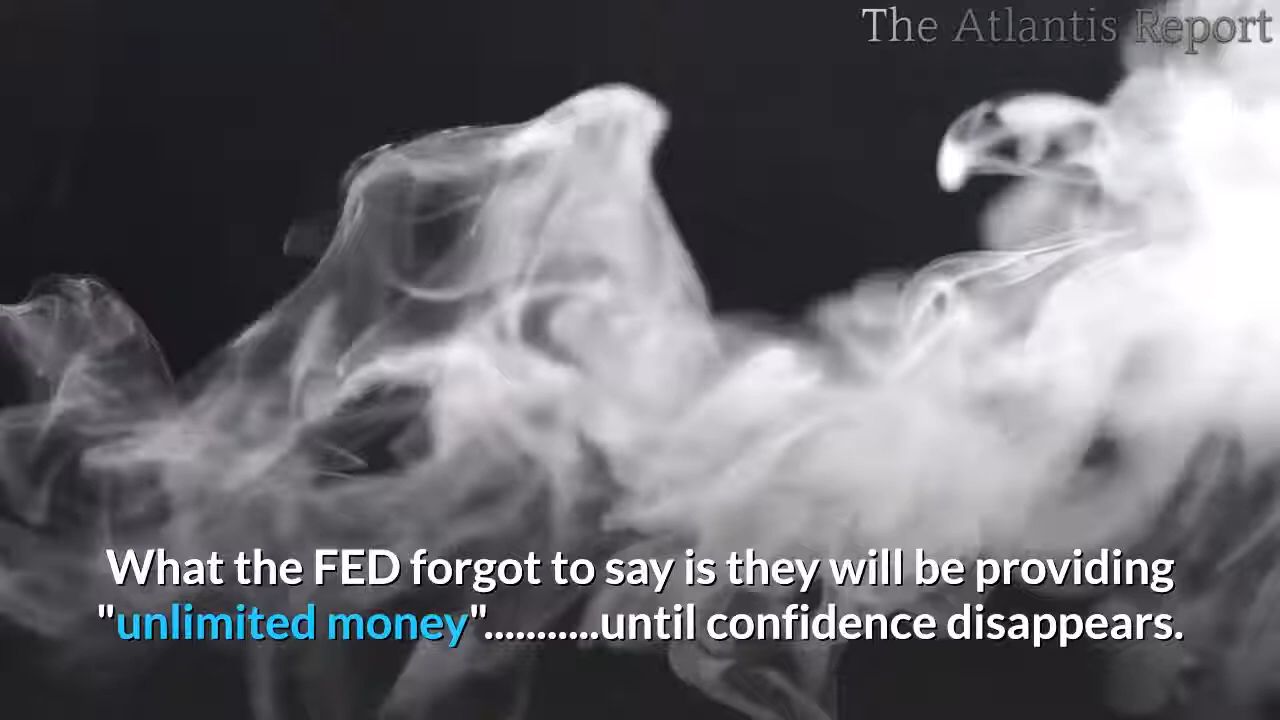 The Atlantis Report
What the FED forgot to say is they will be providing
"unlimited money"...........until confidence disappears.